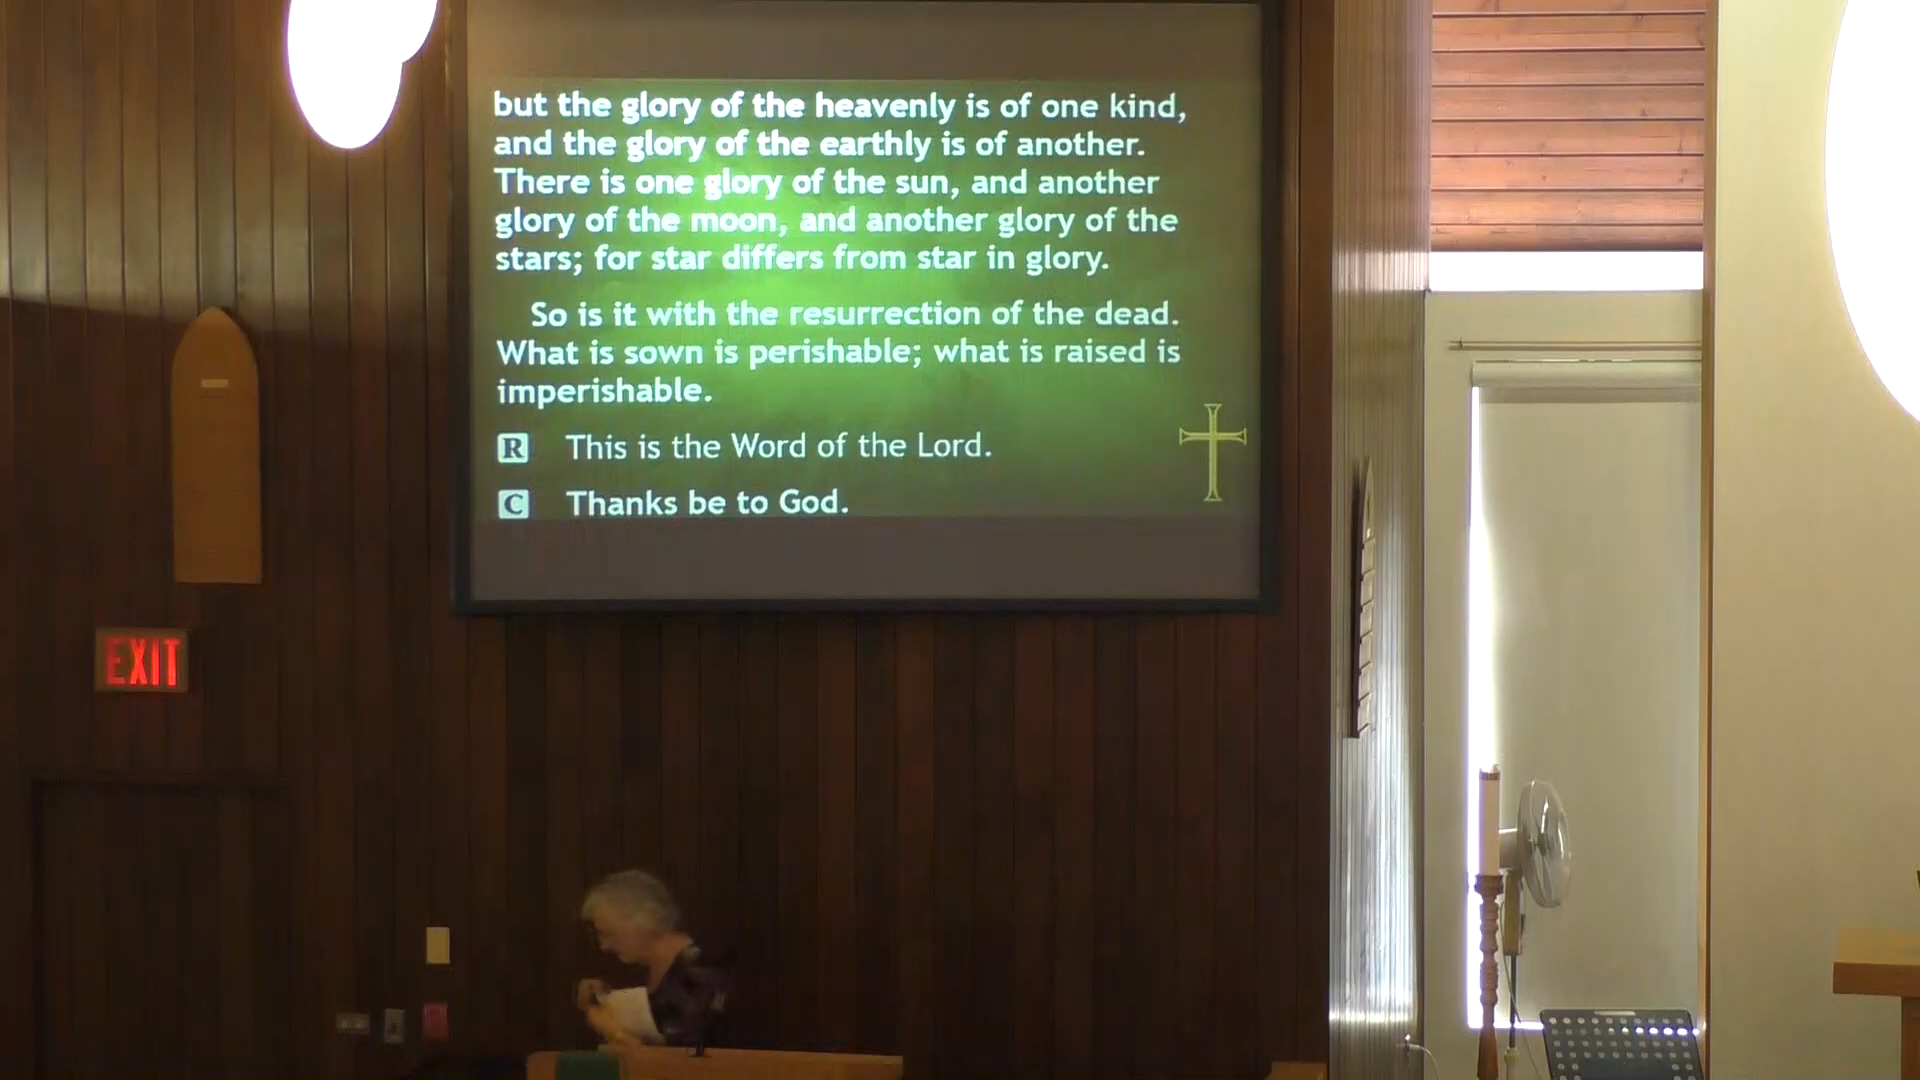 but the glory of the heavenly is of one kind,
and the glory of the earthly is of another.
There is one glory of the sun, and another
glory of the moon, and another glory of the
stars; for star differs from star in glory.
So is it with the resurrection of the dead.
What is sown is perishable; what is raised is
imperishable.
R This is the Word of the Lord.
C Thanks be to God.
EXIT